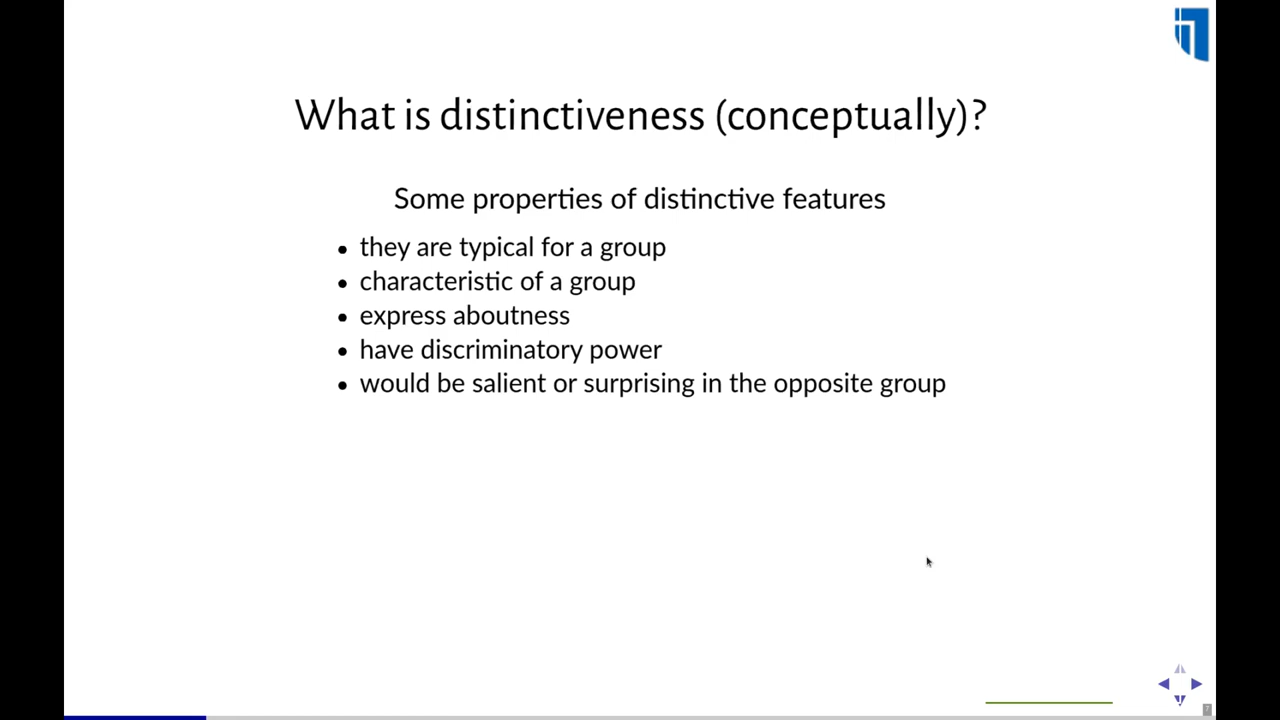 What is distinctiveness (conceptually)?
Some properties of distinctive features
• they are typical for a group
• characteristic of a group
• express aboutness
• have discriminatory power
• would be salient or surprising in the opposite group